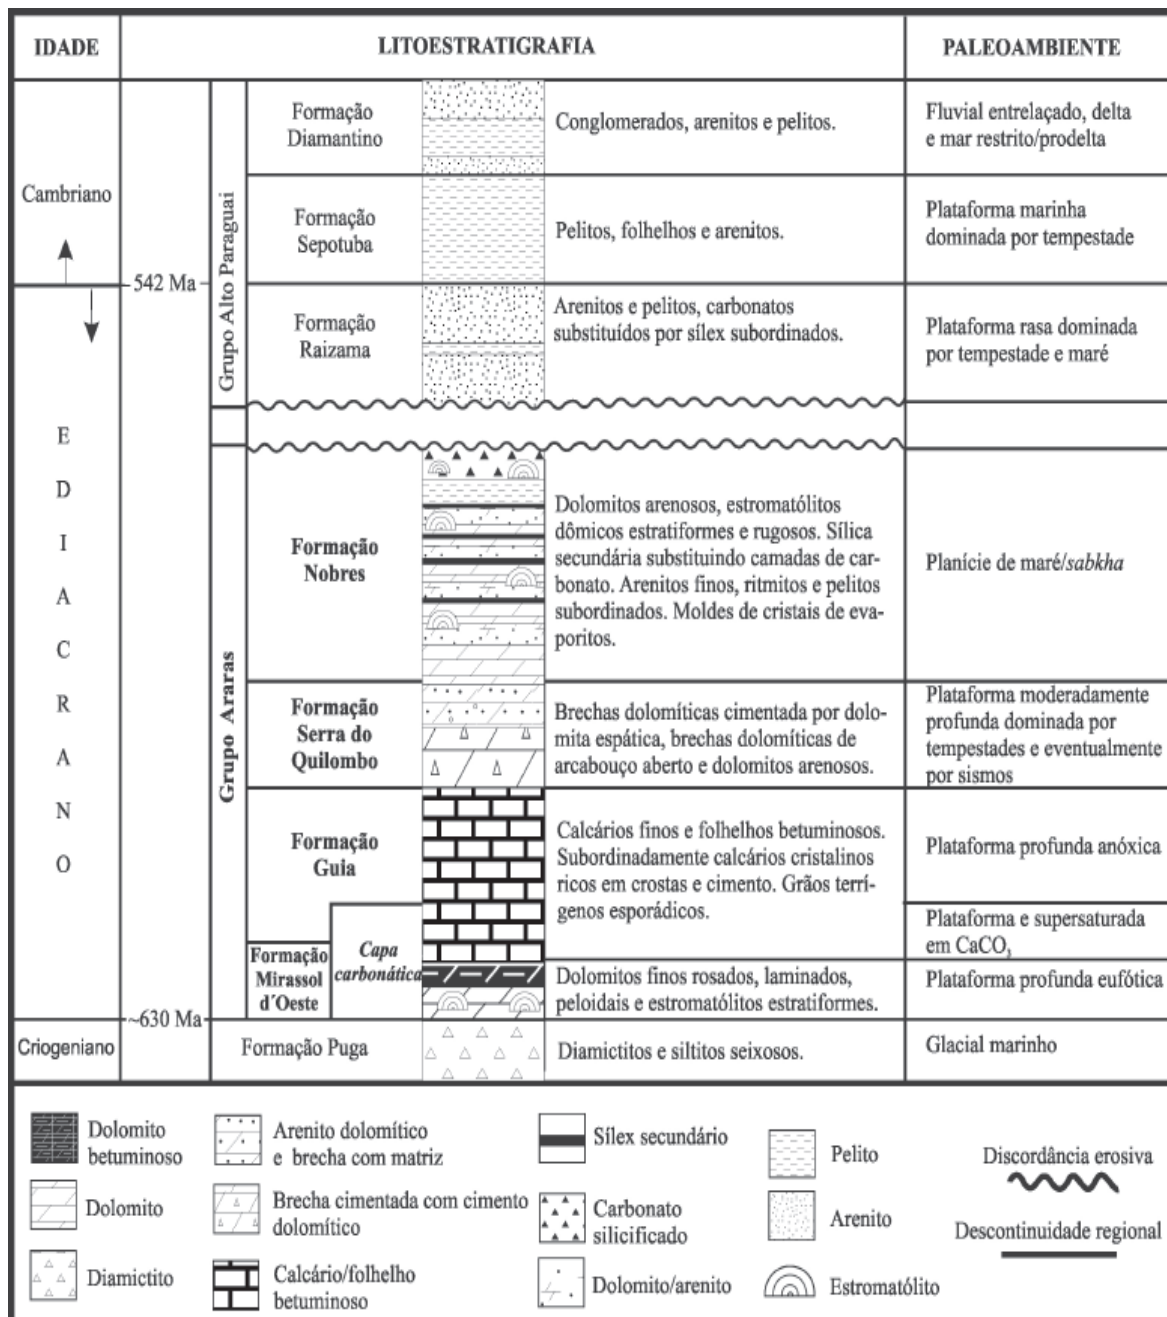 IDADE
LITOESTRATIGRAFIA
PALEOAMBIENTE
Cambriano
542 Ma
EDIACRANO
~630 Ma
Criogeniano
Grupo Alto Paraguai
Formação
Diamantino
Conglomerados, arenitos e pelitos.
Fluvial entrelaçado, delta
e mar restrito/prodelta
Formação
Sepotuba
Pelitos, folhelhos e arenitos.
Plataforma marinha
dominada por tempestade
Formação
Raizama
Arenitos e pelitos, carbonatos
substituídos por sílex subordinados.
Plataforma rasa dominada
por tempestade e maré
Grupo Araras
Formação
Nobres
Dolomitos arenosos, estromatólitos
dômicos estratiformes e rugosos. Sílica
secundária substituindo camadas de car-
bonato. Arenitos finos, ritmitos e pelitos
subordinados. Moldes de cristais de eva-
poritos.
Planície de maré/sabkha
Formação
Serra do
Quilombo
Brechas dolomíticas cimentada por dolo-
mita espática, brechas dolomíticas de
arcabouço aberto e dolomitos arenosos.
Plataforma moderadamente
profunda dominada por
tempestades e eventualmente
por sismos
Formação
Guia
Calcários finos e folhelhos betuminosos.
Subordinadamente calcários cristalinos
ricos em crostas e cimento. Grãos terrí-
genos esporádicos.
Plataforma profunda anóxica
Plataforma e supersaturada
em CaCO₃
Formação
Mirassol
d´Oeste
Capa
carbonática
Dolomitos finos rosados, laminados,
peloidais e estromatólitos estratiformes.
Plataforma profunda eufótica
Formação Puga
Diamictitos e siltitos seixosos.
Glacial marinho
Dolomito
betuminoso
Dolomito
Diamictito
Arenito dolomítico
e brecha com matriz
Brecha cimentada com cimento
dolomítico
Calcário/folhelho
betuminoso
Sílex secundário
Carbonato
silicificado
Dolomito/arenito
Pelito
Arenito
Estromatólito
Discordância erosiva
Descontinuidade regional